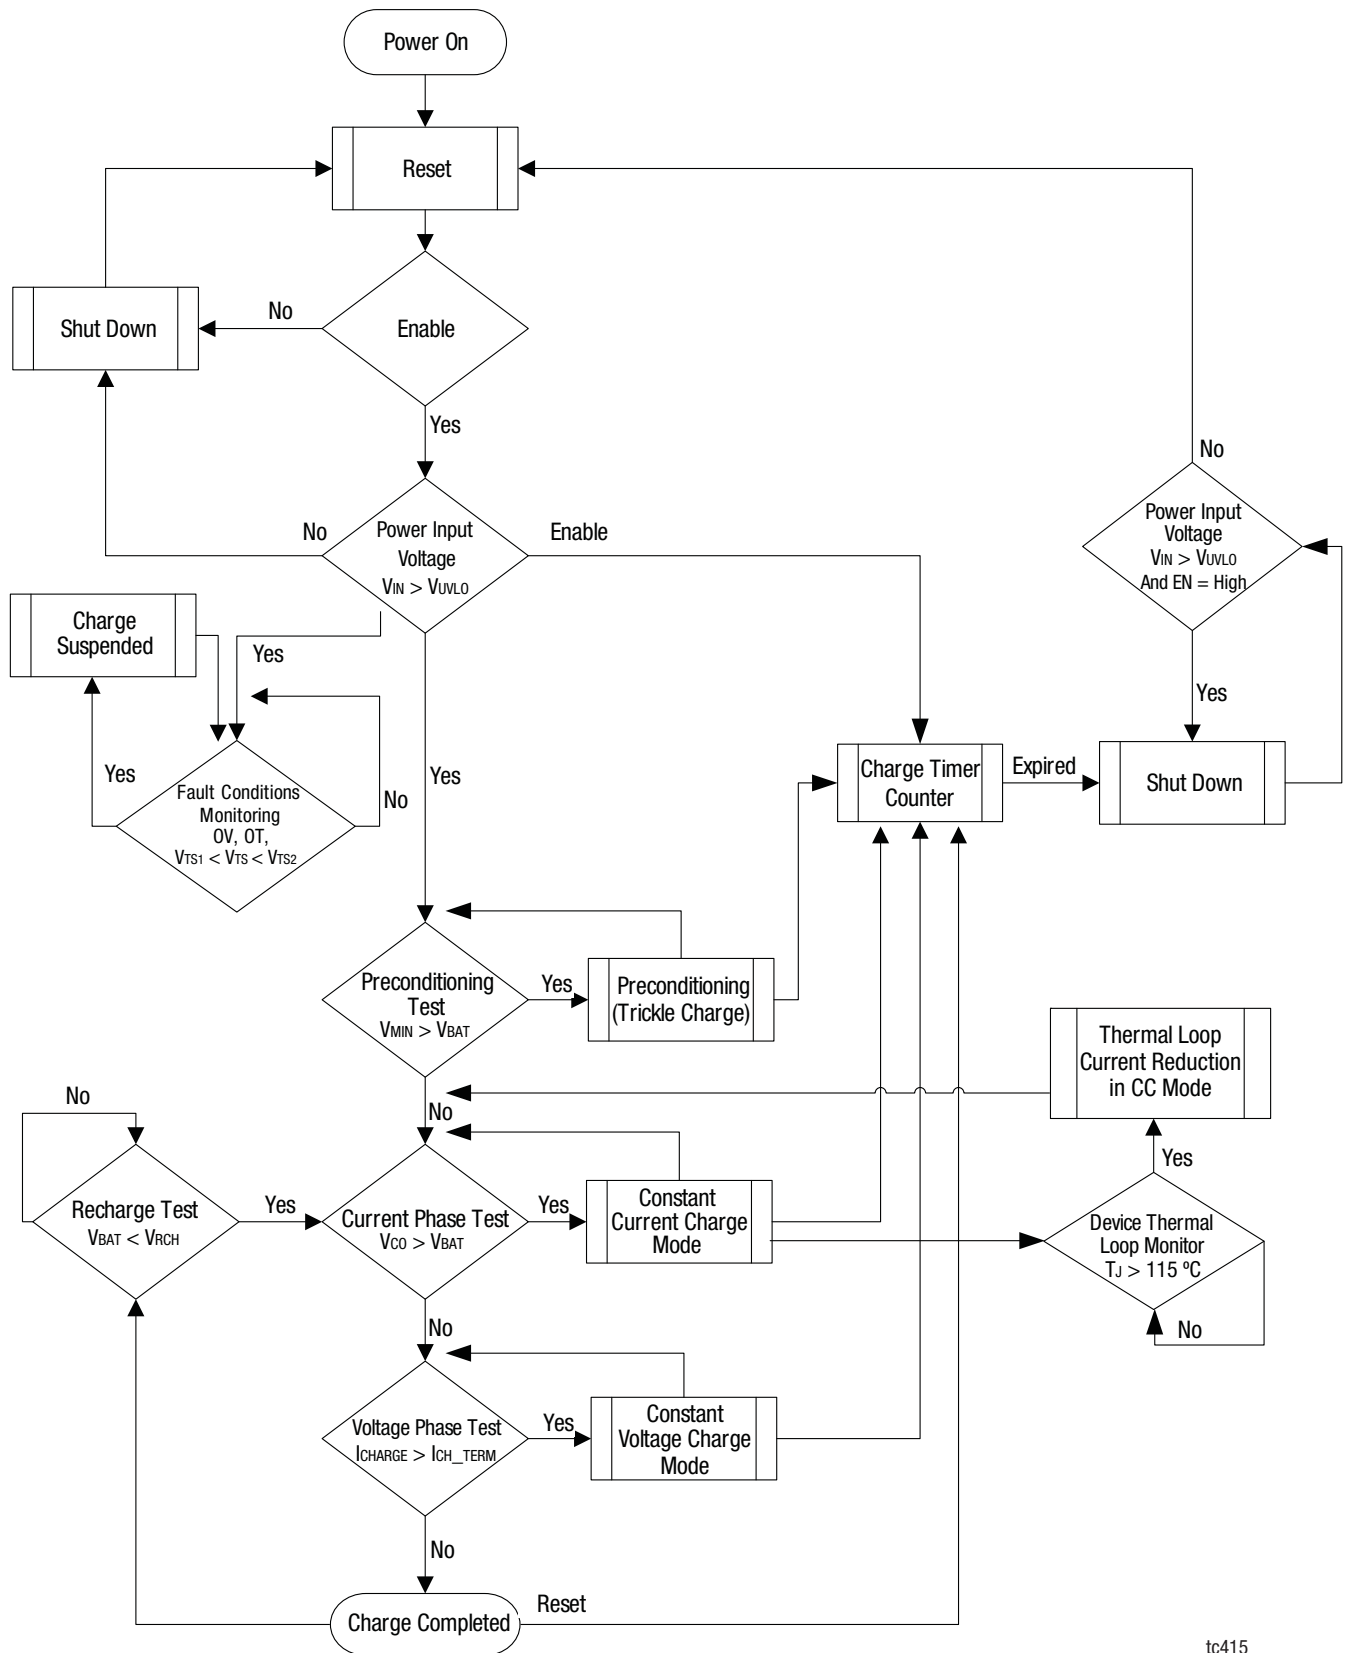 Power On
Reset
No
Shut Down
Enable
Yes
No
No
Power Input
Voltage
VIN > VUVLO
Enable
Power Input
Voltage
VIN > VUVLO
And EN = High
Charge
Suspended
Yes
Yes
Yes
Yes
No
Fault Conditions
Monitoring
OV, OT,
VTS1 < VTS < VTS2
Charge Timer
Counter
Expired
Shut Down
Preconditioning
Test
VMIN > VBAT
Yes
Preconditioning
(Trickle Charge)
Thermal Loop
Current Reduction
in CC Mode
No
No
Yes
Recharge Test
VBAT < VRCH
Yes
Current Phase Test
VCO > VBAT
Yes
Constant
Current Charge
Mode
Device Thermal
Loop Monitor
TJ > 115 ºC
No
No
Voltage Phase Test
ICHARGE > ICH_TERM
Yes
Constant
Voltage Charge
Mode
No
Charge Completed
Reset
tc415